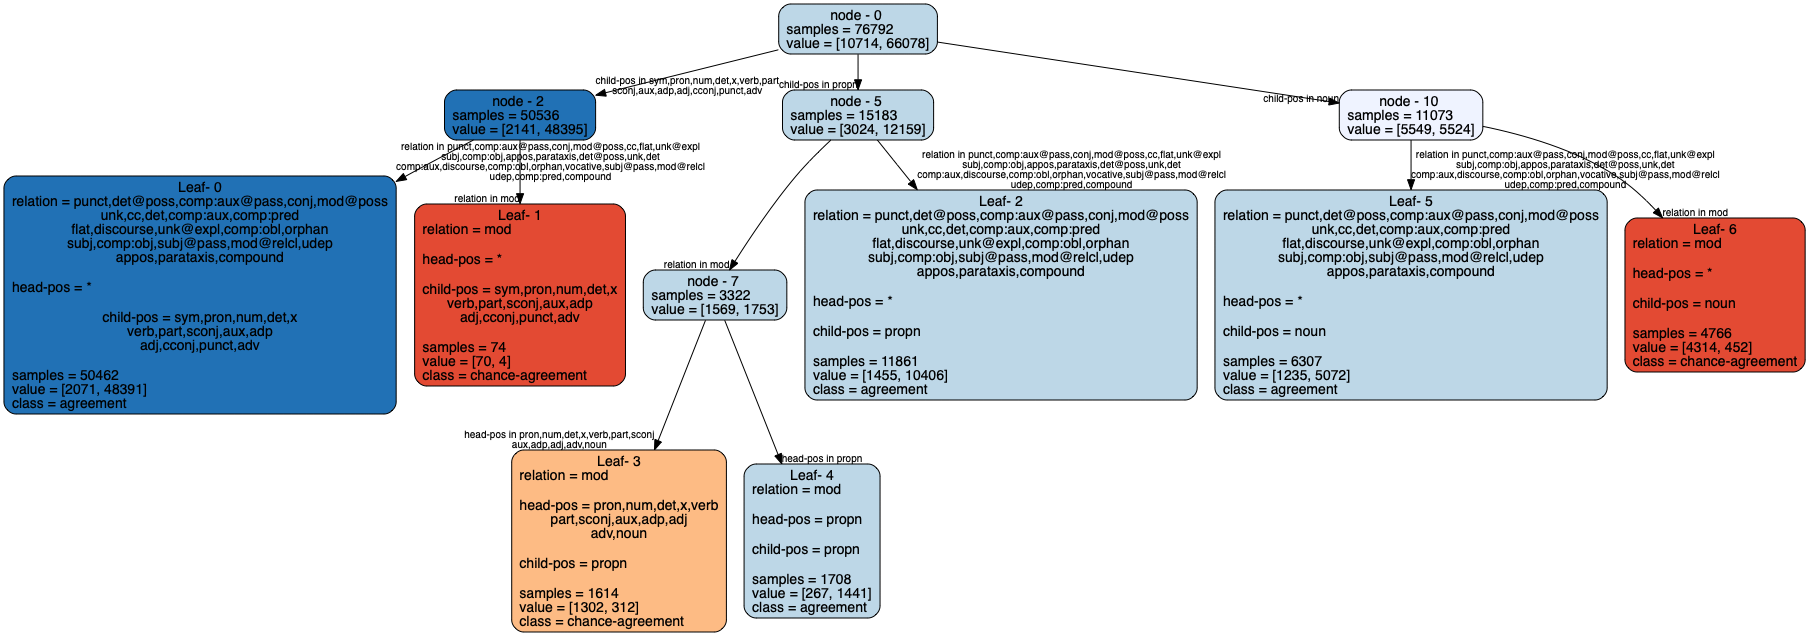 node - 0
samples = 76792
value = [10714, 66078]
child-pos in sym,pron,num,det,x,verb,part
sconj,aux,adp,adj,cconj,punct,adv
child-pos in propn
child-pos in noun
node - 2
samples = 50536
value = [2141, 48395]
node - 5
samples = 15183
value = [3024, 12159]
node - 10
samples = 11073
value = [5549, 5524]
relation in punct,comp:aux@pass,conj,mod@poss,cc,flat,unk@expl
subj,comp:obj,appos,parataxis,det@poss,unk,det
comp:aux,discourse,comp:obl,orphan,vocative,subj@pass,mod@relcl
udep,comp:pred,compound
relation in mod
relation in punct,comp:aux@pass,conj,mod@poss,cc,flat,unk@expl
subj,comp:obj,appos,parataxis,det@poss,unk,det
comp:aux,discourse,comp:obl,orphan,vocative,subj@pass,mod@relcl
udep,comp:pred,compound
relation in punct,comp:aux@pass,conj,mod@poss,cc,flat,unk@expl
subj,comp:obj,appos,parataxis,det@poss,unk,det
comp:aux,discourse,comp:obl,orphan,vocative,subj@pass,mod@relcl
udep,comp:pred,compound
relation in mod
Leaf- 0
relation = punct,det@poss,comp:aux@pass,conj,mod@poss
unk,cc,det,comp:aux,comp:pred
flat,discourse,unk@expl,comp:obl,orphan
subj,comp:obj,subj@pass,mod@relcl,udep
appos,parataxis,compound
head-pos = *
child-pos = sym,pron,num,det,x
verb,part,sconj,aux,adp
adj,cconj,punct,adv
samples = 50462
value = [2071, 48391]
class = agreement
Leaf- 1
relation = mod
head-pos = *
child-pos = sym,pron,num,det,x
verb,part,sconj,aux,adp
adj,cconj,punct,adv
samples = 74
value = [70, 4]
class = chance-agreement
relation in mod
node - 7
samples = 3322
value = [1569, 1753]
Leaf- 2
relation = punct,det@poss,comp:aux@pass,conj,mod@poss
unk,cc,det,comp:aux,comp:pred
flat,discourse,unk@expl,comp:obl,orphan
subj,comp:obj,subj@pass,mod@relcl,udep
appos,parataxis,compound
head-pos = *
child-pos = propn
samples = 11861
value = [1455, 10406]
class = agreement
Leaf- 5
relation = punct,det@poss,comp:aux@pass,conj,mod@poss
unk,cc,det,comp:aux,comp:pred
flat,discourse,unk@expl,comp:obl,orphan
subj,comp:obj,subj@pass,mod@relcl,udep
appos,parataxis,compound
head-pos = *
child-pos = noun
samples = 6307
value = [1235, 5072]
class = agreement
Leaf- 6
relation = mod
head-pos = *
child-pos = noun
samples = 4766
value = [4314, 452]
class = chance-agreement
head-pos in pron,num,det,x,verb,part,sconj
aux,adp,adj,adv,noun
head-pos in propn
Leaf- 3
relation = mod
head-pos = pron,num,det,x,verb
part,sconj,aux,adp,adj
adv,noun
child-pos = propn
samples = 1614
value = [1302, 312]
class = chance-agreement
Leaf- 4
relation = mod
head-pos = propn
child-pos = propn
samples = 1708
value = [267, 1441]
class = agreement